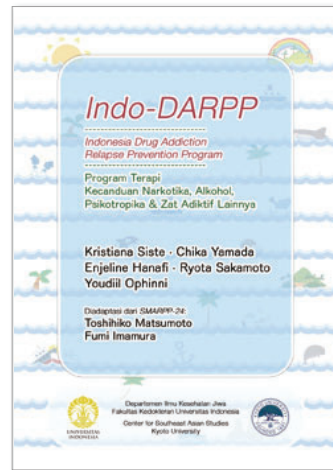 Indo-DARPP
Indonesia Drug Addiction
Relapse Prevention Program
Program Terapi
Kecanduan Narkotika, Alkohol,
Psikotropika & Zat Adiktif Lainnya
Kristiana Siste · Chika Yamada
Enjeline Hanafi · Ryota Sakamoto
Youdiil Ophinni
Diadaptasi dari SMARPP-24:
Toshihiko Matsumoto
Fumi Imamura
UNIVERSITAS
INDONESIA
Departemen Ilmu Kesehatan Jiwa
Fakultas Kedokteran Universitas Indonesia
Center for Southeast Asian Studies
Kyoto University